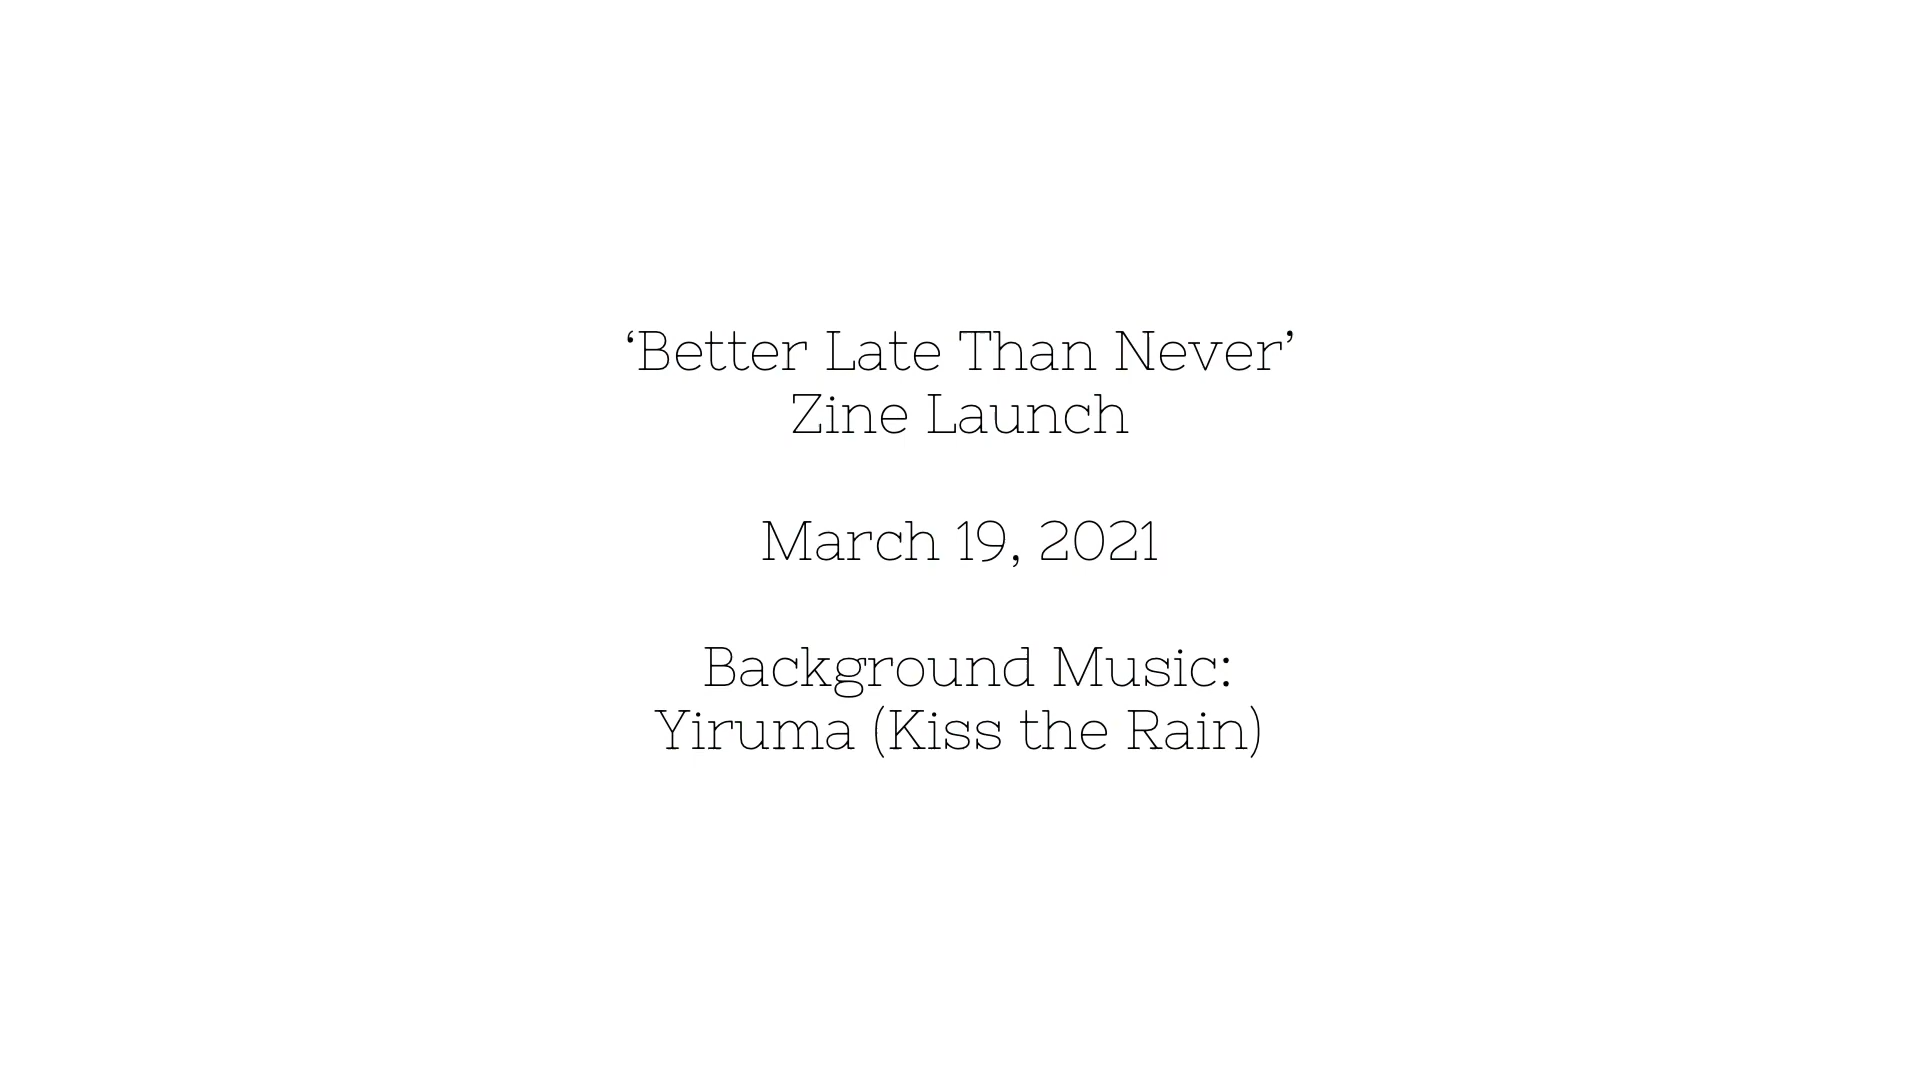 ‘Better Late Than Never’
Zine Launch
March 19, 2021
Background Music:
Yiruma (Kiss the Rain)